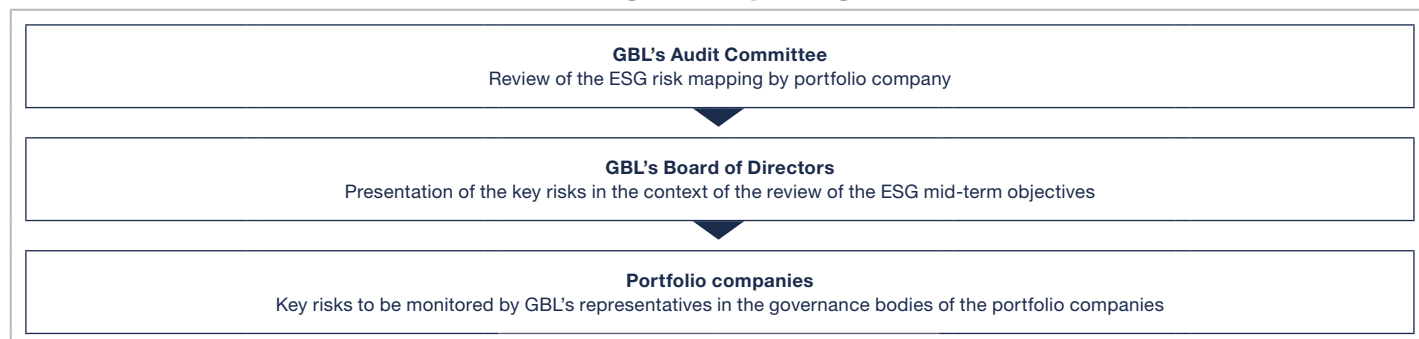 GBL’s Audit Committee
Review of the ESG risk mapping by portfolio company
GBL’s Board of Directors
Presentation of the key risks in the context of the review of the ESG mid-term objectives
Portfolio companies
Key risks to be monitored by GBL’s representatives in the governance bodies of the portfolio companies